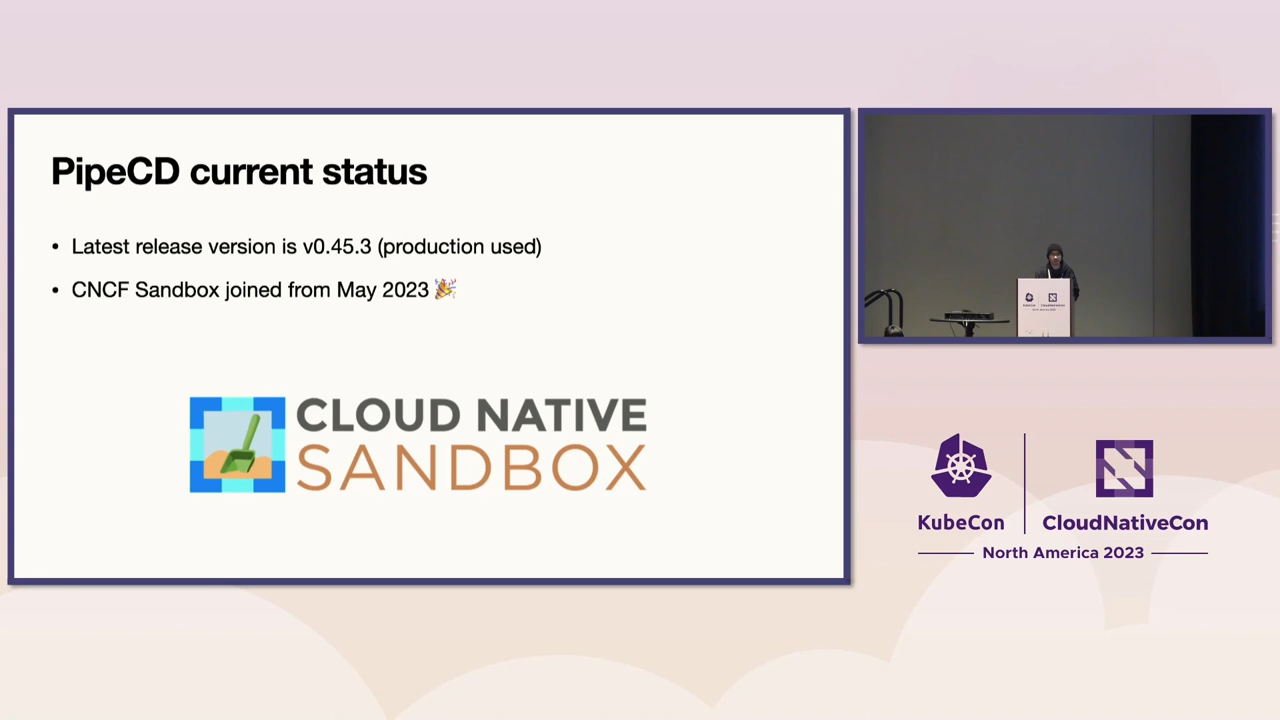 PipeCD current status
• Latest release version is v0.45.3 (production used)
• CNCF Sandbox joined from May 2023 🎉
CLOUD NATIVE
SANDBOX
KubeCon
CloudNativeCon
North America 2023